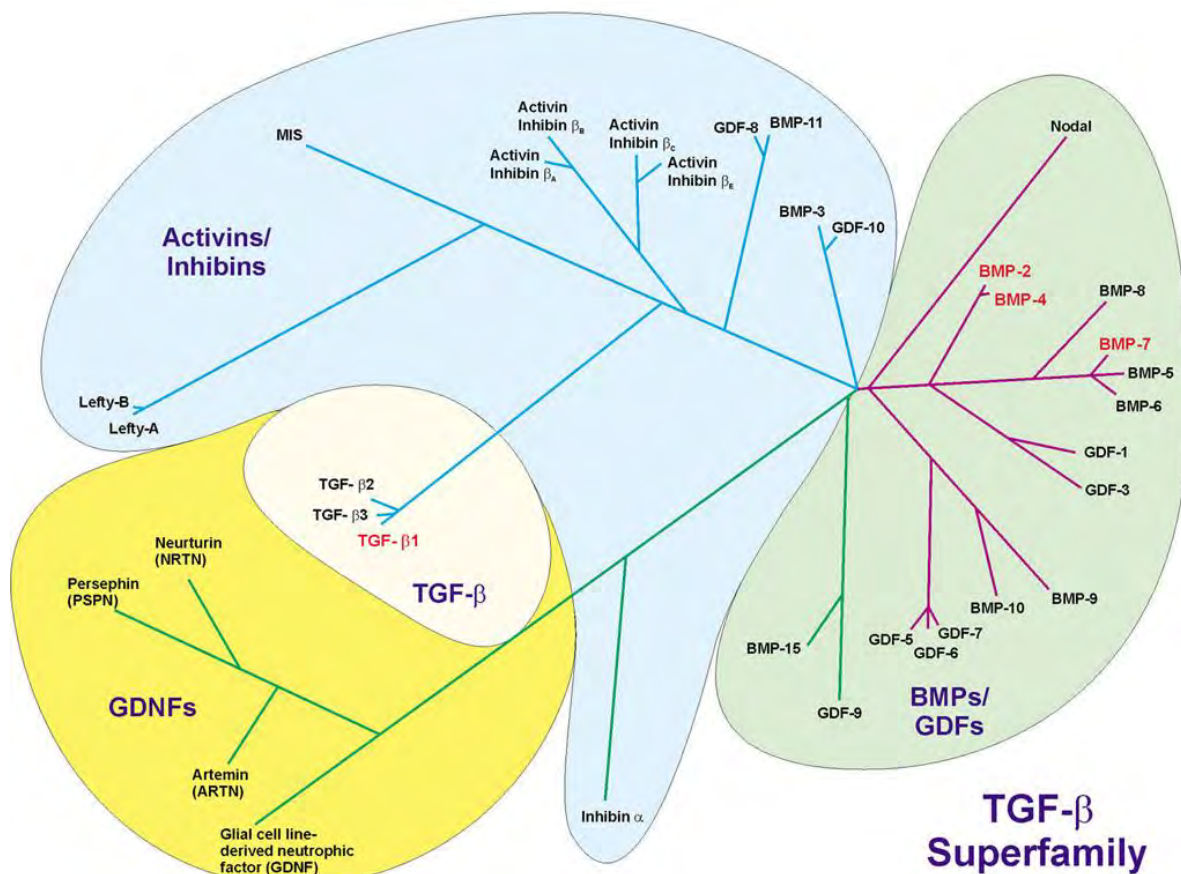 MIS
Activin
Inhibin βB
Activin
Inhibin βA
Activin
Inhibin βC
Activin
Inhibin βE
GDF-8
BMP-11
BMP-3
GDF-10
Nodal
Activins/
Inhibins
BMP-2
BMP-4
BMP-8
BMP-7
BMP-5
BMP-6
Lefty-B
Lefty-A
GDF-1
GDF-3
TGF- β2
TGF- β3
TGF- β1
TGF-β
Neurturin
(NRTN)
Persephin
(PSPN)
GDNFs
Artemin
(ARTN)
Glial cell line-
derived neutrophic
factor (GDNF)
Inhibin α
BMP-15
GDF-9
GDF-5
GDF-6
GDF-7
BMP-10
BMP-9
BMPs/
GDFs
TGF-β
Superfamily